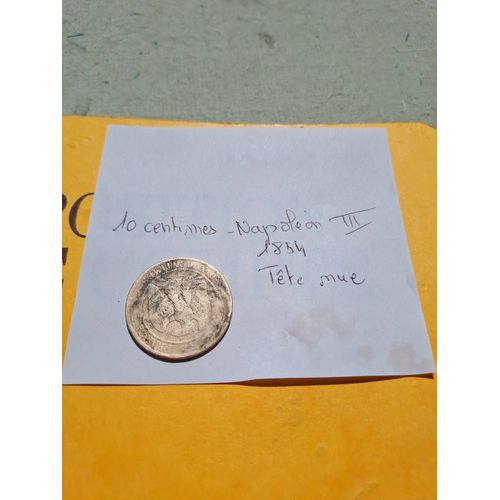 10 centimes - Napoléon III
1854
Tête nue